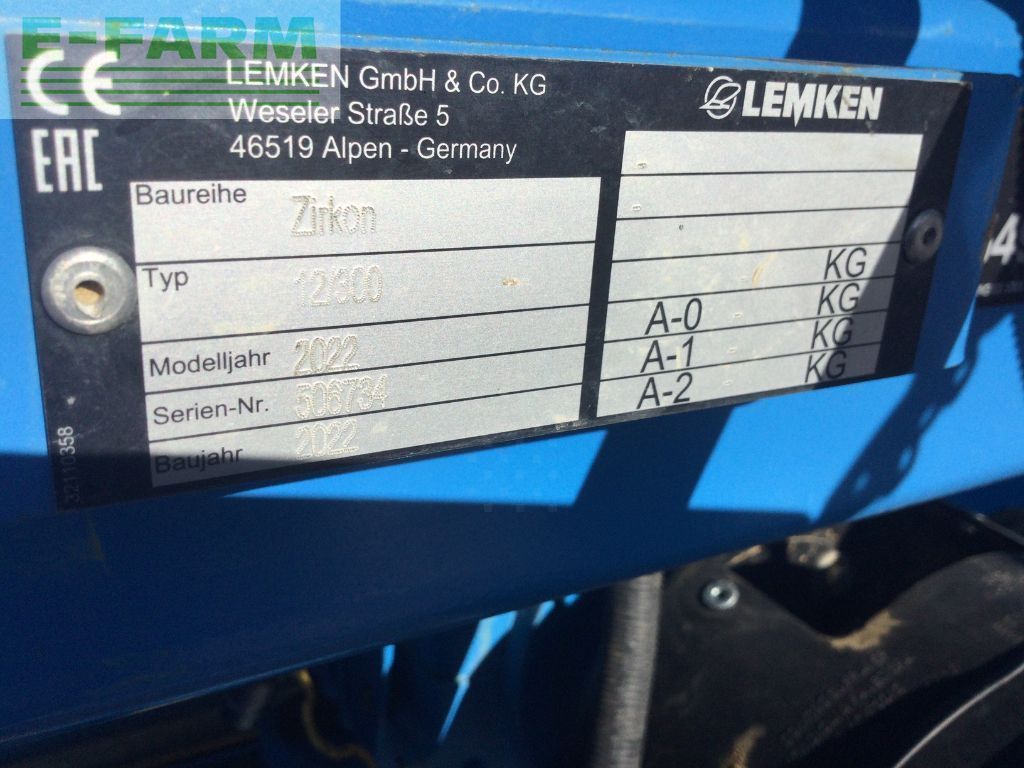 E-FARM
CE
LEMKEN GmbH & Co. KG
Weseler Straße 5
46519 Alpen - Germany
LEMKEN
EAC
Baureihe Zirkon
Typ 12/300
Modelljahr 2022
Serien-Nr. 506734
Baujahr 2022
KG
A-0 KG
A-1 KG
A-2 KG
32110358